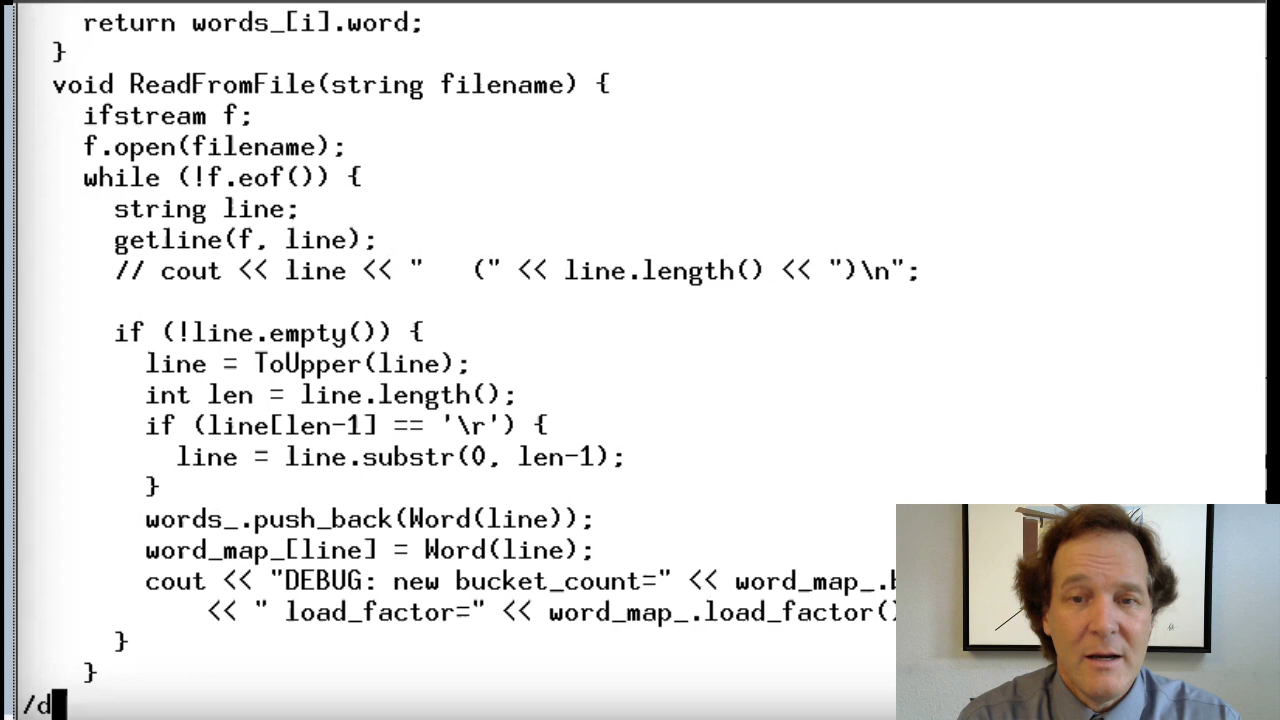 return words_[i].word;
}
void ReadFromFile(string filename) {
ifstream f;
f.open(filename);
while (!f.eof()) {
string line;
getline(f, line);
// cout << line << "   (" << line.length() << ")\n";
if (!line.empty()) {
line = ToUpper(line);
int len = line.length();
if (line[len-1] == '\r') {
line = line.substr(0, len-1);
}
words_.push_back(Word(line));
word_map_[line] = Word(line);
cout << "DEBUG: new bucket_count=" << word_map_.
<< " load_factor=" << word_map_.load_factor()
}
}
/d